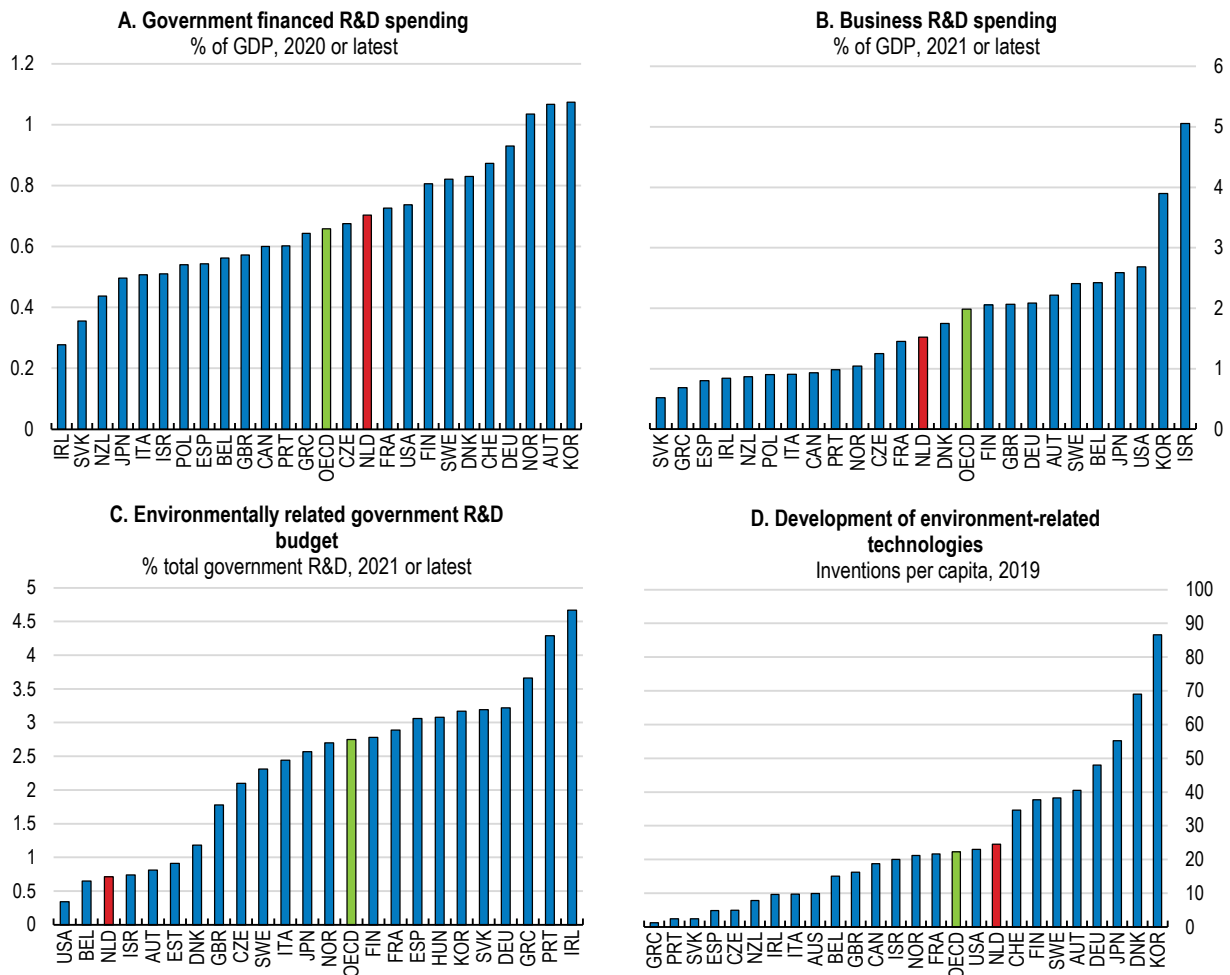 A. Government financed R&D spending
% of GDP, 2020 or latest
1.2
1
0.8
0.6
0.4
0.2
0
IRL SVK NZL JPN ITA ISR POL ESP BEL GBR CAN PRT GRC OECD CZE NLD FRA USA FIN SWE DNK CHE DEU NOR AUT KOR
B. Business R&D spending
% of GDP, 2021 or latest
6
5
4
3
2
1
0
SVK GRC ESP IRL NZL POL ITA CAN PRT NOR CZE FRA NLD DNK OECD FIN GBR DEU AUT SWE BEL JPN USA KOR ISR
C. Environmentally related government R&D
budget
% total government R&D, 2021 or latest
5
4.5
4
3.5
3
2.5
2
1.5
1
0.5
0
USA BEL NLD ISR AUT EST DNK GBR CZE SWE ITA JPN NOR OECD FIN FRA ESP HUN KOR SVK DEU GRC PRT IRL
D. Development of environment-related
technologies
Inventions per capita, 2019
100
90
80
70
60
50
40
30
20
10
0
GRC PRT SVK ESP CZE NZL IRL ITA AUS BEL GBR CAN ISR NOR FRA OECD USA NLD CHE FIN SWE AUT DEU JPN DNK KOR